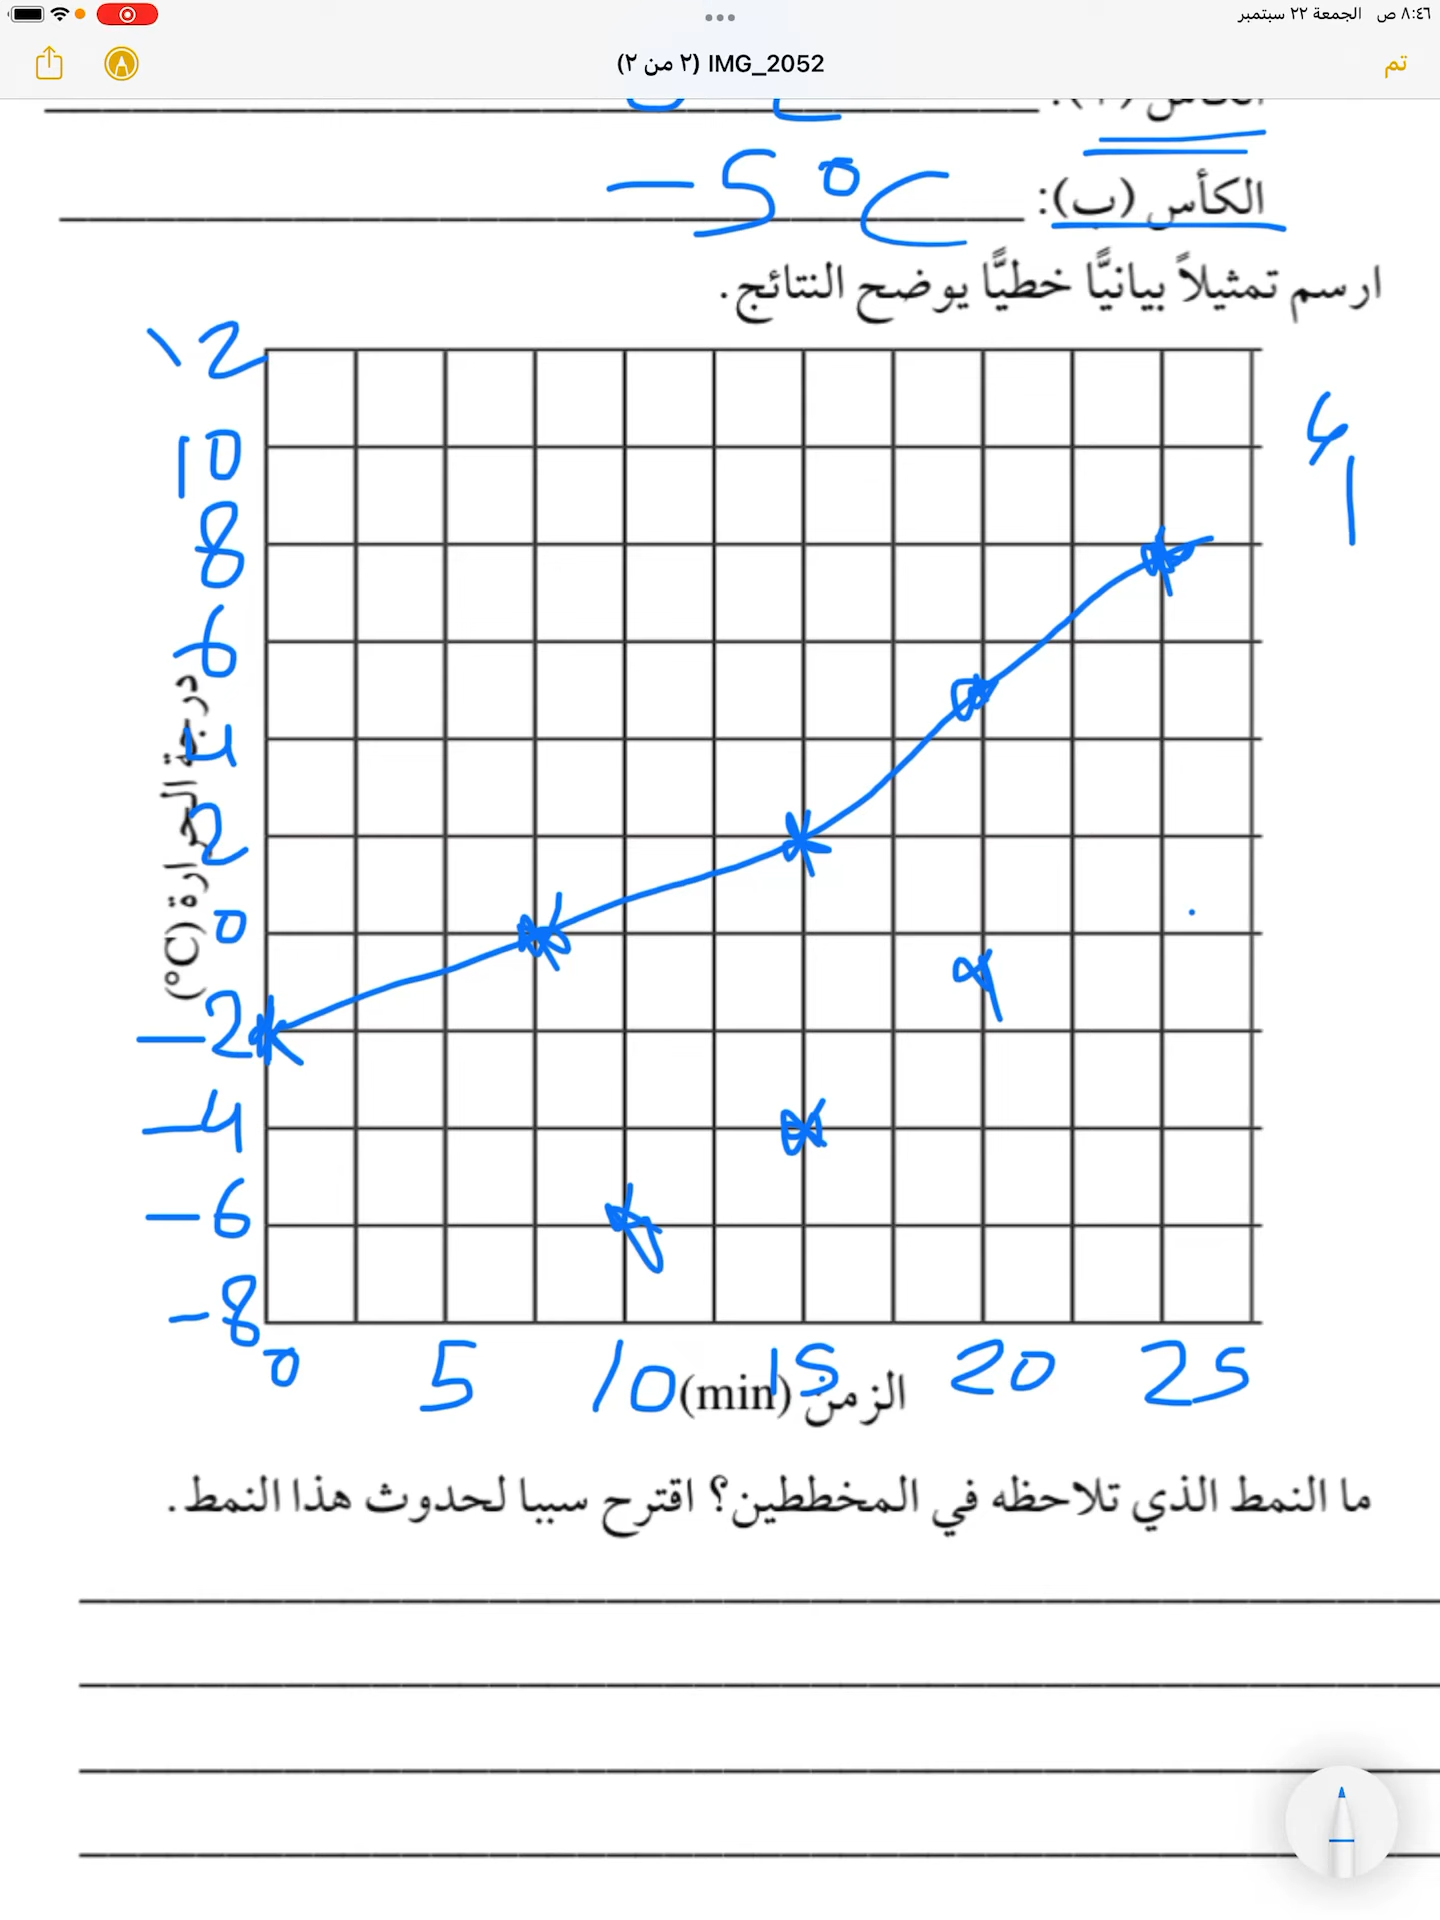 ٨:٤٦ ص الجمعة ٢٢ سبتمبر
IMG_2052 (٢ من ٢)
تم
الكأس (ب): -5°C
ارسم تمثيلاً بيانيًّا خطيًّا يوضح النتائج.
12
10
8
6
4
2
0
-2
-4
-6
-8
درجة الحرارة (°C)
0 5 10 15 20 25
الزمن (min)
ما النمط الذي تلاحظه في المخططين؟ اقترح سببا لحدوث هذا النمط.